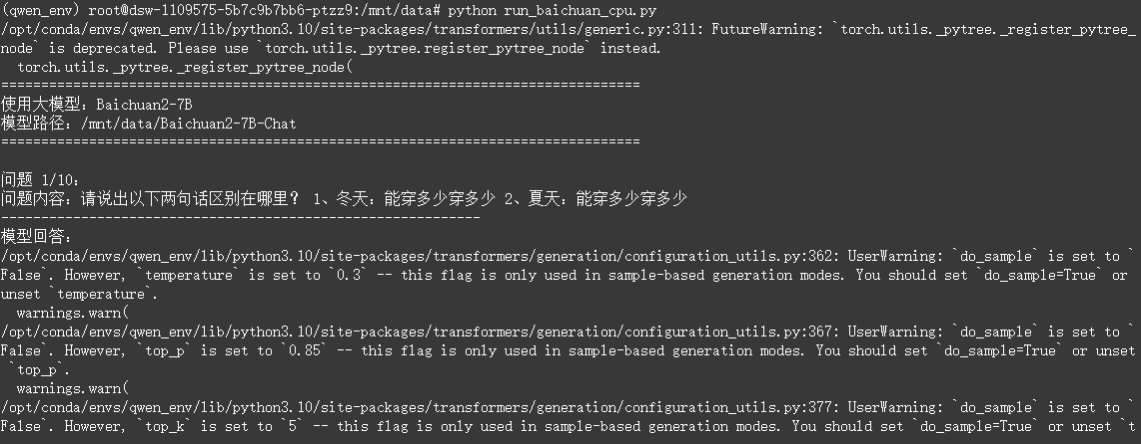 (qwen_env) root@dsw-1109575-5b7c9b7bb6-ptzz9:/mnt/data# python run_baichuan_cpu.py
/opt/conda/envs/qwen_env/lib/python3.10/site-packages/transformers/utils/generic.py:311: FutureWarning: `torch.utils._pytree._register_pytree_
node` is deprecated. Please use `torch.utils._pytree.register_pytree_node` instead.
  torch.utils._pytree._register_pytree_node(
================================================================================
使用大模型：Baichuan2-7B
模型路径：/mnt/data/Baichuan2-7B-Chat
================================================================================
问题 1/10：
问题内容：请说出以下两句话区别在哪里？ 1、冬天：能穿多少穿多少 2、夏天：能穿多少穿多少
------------------------------------------------------------
模型回答：
/opt/conda/envs/qwen_env/lib/python3.10/site-packages/transformers/generation/configuration_utils.py:362: UserWarning: `do_sample` is set to `
False`. However, `temperature` is set to `0.3` -- this flag is only used in sample-based generation modes. You should set `do_sample=True` or
unset `temperature`.
  warnings.warn(
/opt/conda/envs/qwen_env/lib/python3.10/site-packages/transformers/generation/configuration_utils.py:367: UserWarning: `do_sample` is set to `
False`. However, `top_p` is set to `0.85` -- this flag is only used in sample-based generation modes. You should set `do_sample=True` or unset
`top_p`.
  warnings.warn(
/opt/conda/envs/qwen_env/lib/python3.10/site-packages/transformers/generation/configuration_utils.py:377: UserWarning: `do_sample` is set to `
False`. However, `top_k` is set to `5` -- this flag is only used in sample-based generation modes. You should set `do_sample=True` or unset `t